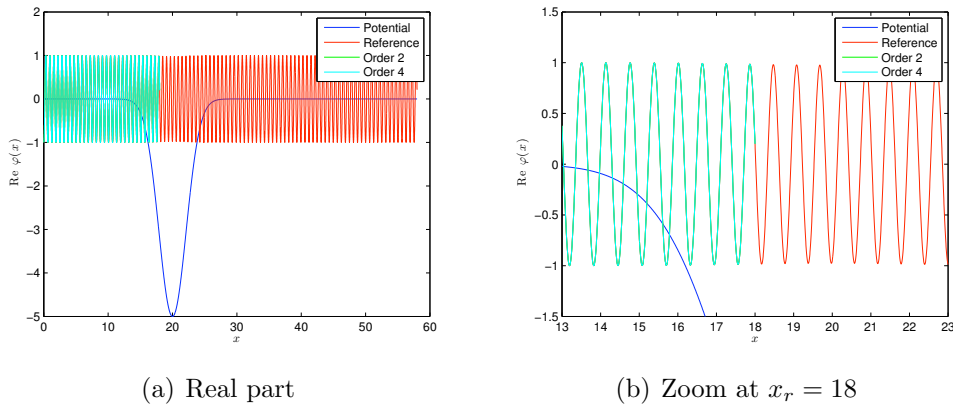 2
1
0
−1
−2
−3
−4
−5
0 10 20 30 40 50 60
Re φ(x)
x
Potential
Reference
Order 2
Order 4
(a) Real part
1.5
1
0.5
0
−0.5
−1
−1.5
13 14 15 16 17 18 19 20 21 22 23
Re φ(x)
x
Potential
Reference
Order 2
Order 4
(b) Zoom at x_r = 18